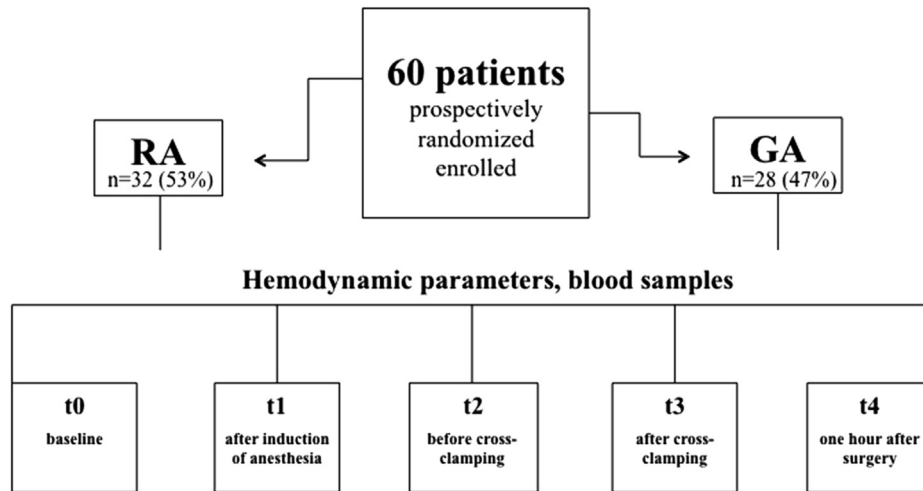 60 patients
prospectively
randomized
enrolled
RA
n=32 (53%)
GA
n=28 (47%)
Hemodynamic parameters, blood samples
t0
baseline
t1
after induction
of anesthesia
t2
before cross-
clamping
t3
after cross-
clamping
t4
one hour after
surgery